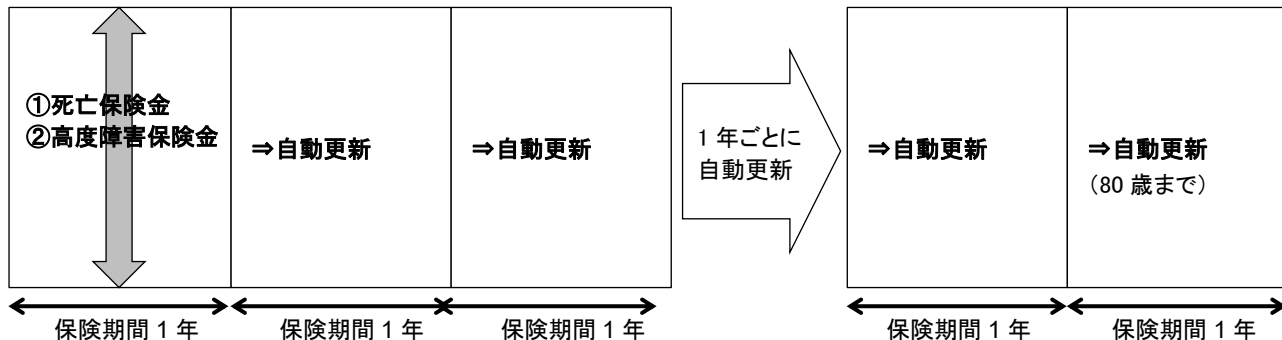 ①死亡保険金
②高度障害保険金
⇒自動更新
⇒自動更新
1 年ごとに
自動更新
⇒自動更新
⇒自動更新
（80 歳まで）
保険期間 1 年
保険期間 1 年
保険期間 1 年
保険期間 1 年
保険期間 1 年